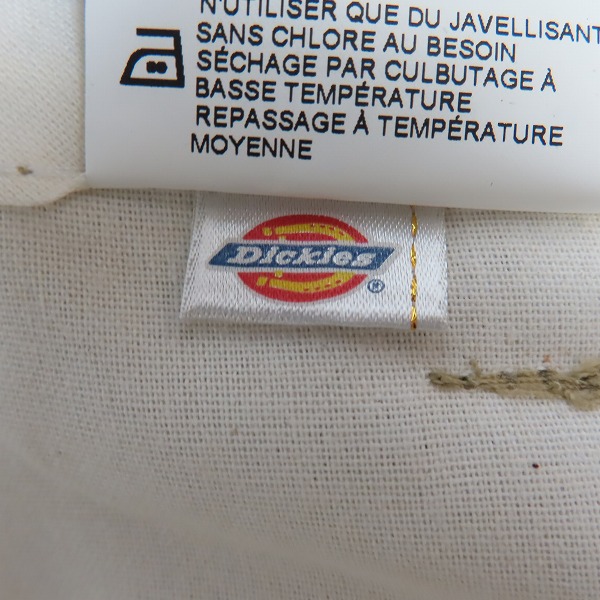 N'UTILISER QUE DU JAVELLISANT
SANS CHLORE AU BESOIN
SÉCHAGE PAR CULBUTAGE À
BASSE TEMPÉRATURE
REPASSAGE À TEMPÉRATURE
MOYENNE
Dickies
®